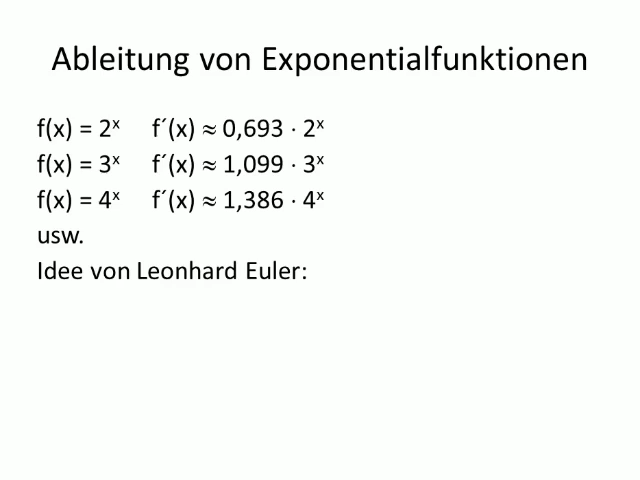 Ableitung von Exponentialfunktionen
f(x) = 2ˣ f´(x) ≈ 0,693 · 2ˣ
f(x) = 3ˣ f´(x) ≈ 1,099 · 3ˣ
f(x) = 4ˣ f´(x) ≈ 1,386 · 4ˣ
usw.
Idee von Leonhard Euler: